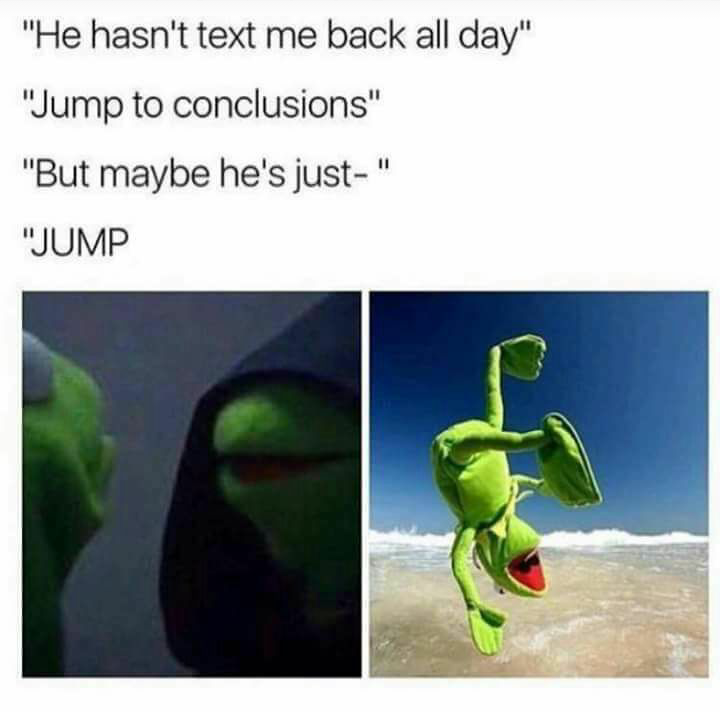 "He hasn't text me back all day"
"Jump to conclusions"
"But maybe he's just- "
"JUMP